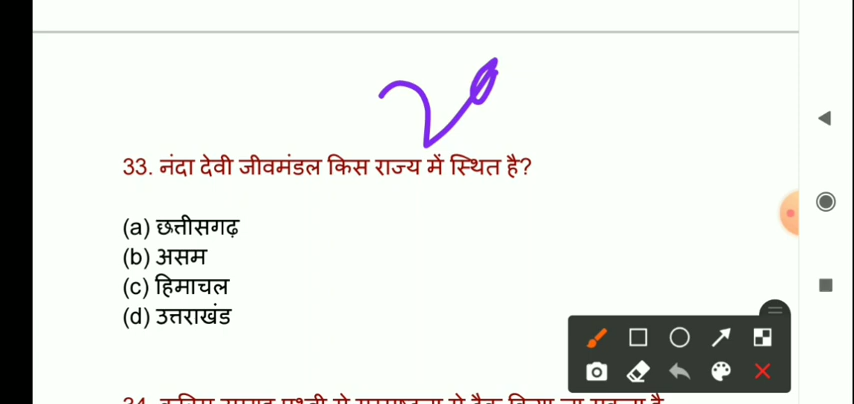 33. नंदा देवी जीवमंडल किस राज्य में स्थित है?
(a) छत्तीसगढ़
(b) असम
(c) हिमाचल
(d) उत्तराखंड